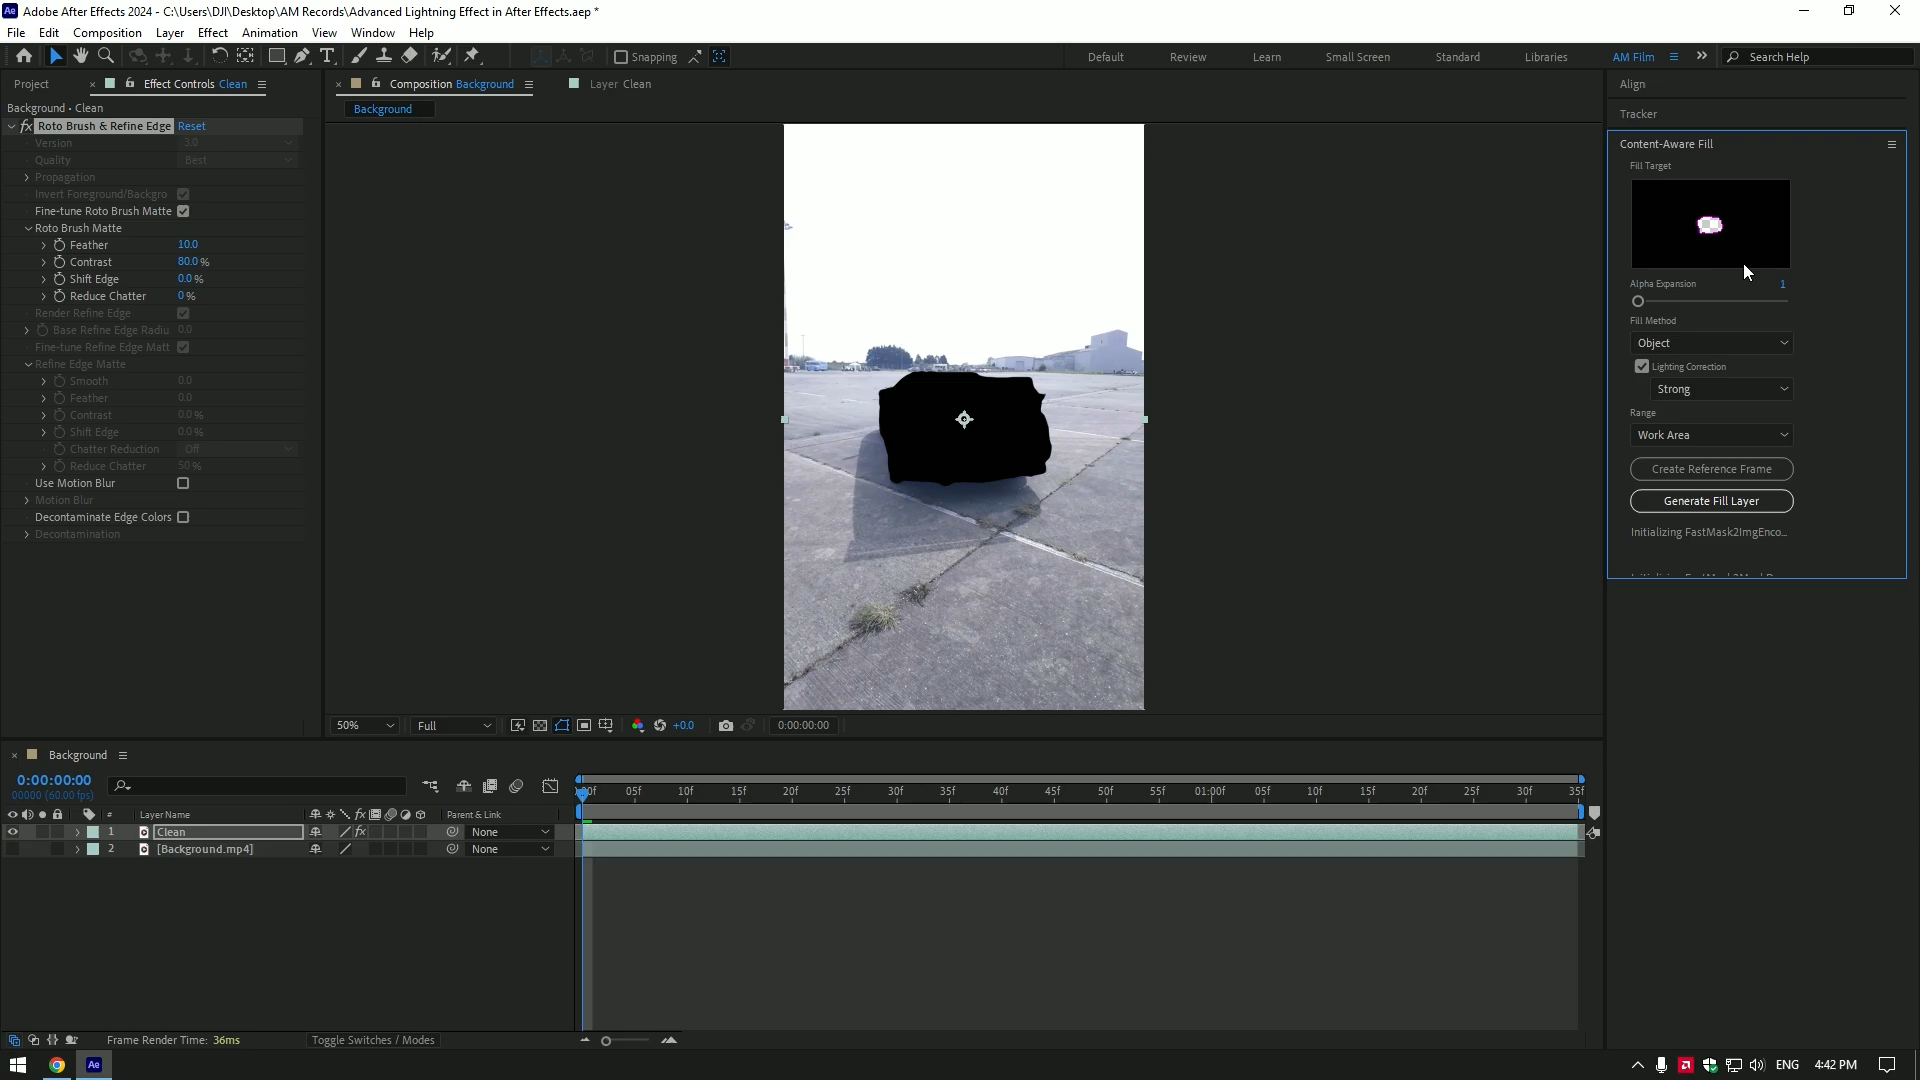 Adobe After Effects 2024 - C:\Users\DJI\Desktop\AM Records\Advanced Lightning Effect in After Effects.aep *
File Edit Composition Layer Effect Animation View Window Help
Snapping
Default Review Learn Small Screen Standard Libraries AM Film Search Help
Project Effect Controls Clean
Composition Background
Layer Clean
Background • Clean
Background
fx Roto Brush & Refine Edge Reset
Version 3.0
Quality Best
Propagation
Invert Foreground/Backgro
Fine-tune Roto Brush Matte
Roto Brush Matte
Feather 10.0
Contrast 80.0 %
Shift Edge 0.0 %
Reduce Chatter 0 %
Render Refine Edge
Base Refine Edge Radiu 0.0
Fine-tune Refine Edge Matt
Refine Edge Matte
Smooth 0.0
Feather 0.0
Contrast 0.0 %
Shift Edge 0.0 %
Chatter Reduction Off
Reduce Chatter 50 %
Use Motion Blur
Motion Blur
Decontaminate Edge Colors
Decontamination
50% Full +0.0 0:00:00:00
Align
Tracker
Content-Aware Fill
Fill Target
Alpha Expansion 1
Fill Method
Object
Lighting Correction
Strong
Range
Work Area
Create Reference Frame
Generate Fill Layer
Initializing FastMask2ImgEnco...
Background
0:00:00:00
00000 (60.00 fps)
05f 10f 15f 20f 25f 30f 35f 40f 45f 50f 55f 01:00f 05f 10f 15f 20f 25f 30f 35f
# Layer Name fx Parent & Link
1 Clean fx None
2 [Background.mp4] None
Frame Render Time: 36ms Toggle Switches / Modes
Ae ENG 4:42 PM